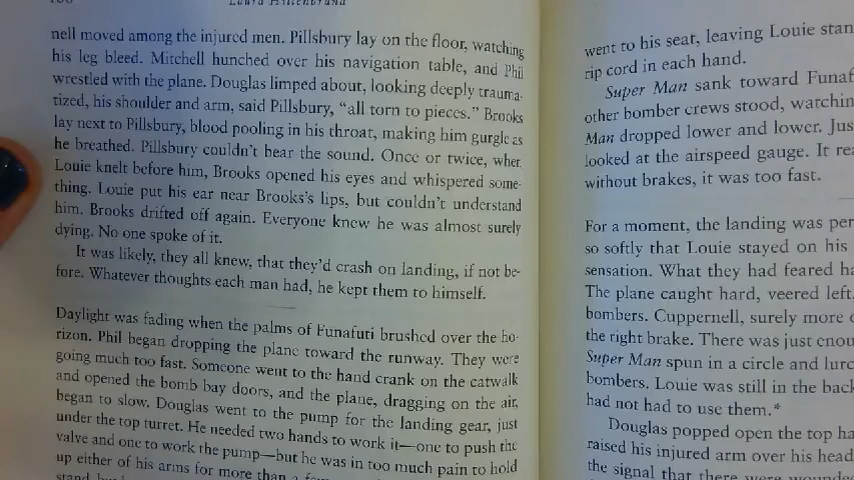 Laura Hillenbrand
nell moved among the injured men. Pillsbury lay on the floor, watching
his leg bleed. Mitchell hunched over his navigation table, and Phil
wrestled with the plane. Douglas limped about, looking deeply trauma-
tized, his shoulder and arm, said Pillsbury, “all torn to pieces.” Brooks
lay next to Pillsbury, blood pooling in his throat, making him gurgle as
he breathed. Pillsbury couldn’t bear the sound. Once or twice, when
Louie knelt before him, Brooks opened his eyes and whispered some-
thing. Louie put his ear near Brooks’s lips, but couldn’t understand
him. Brooks drifted off again. Everyone knew he was almost surely
dying. No one spoke of it.
It was likely, they all knew, that they’d crash on landing, if not be-
fore. Whatever thoughts each man had, he kept them to himself.
Daylight was fading when the palms of Funafuti brushed over the ho-
rizon. Phil began dropping the plane toward the runway. They were
going much too fast. Someone went to the hand crank on the catwalk
and opened the bomb bay doors, and the plane, dragging on the air,
began to slow. Douglas went to the pump for the landing gear, just
under the top turret. He needed two hands to work it—one to push the
valve and one to work the pump—but he was in too much pain to hold
up either of his arms for more than a
went to his seat, leaving Louie stan
rip cord in each hand.
Super Man sank toward Funaf
other bomber crews stood, watchin
Man dropped lower and lower. Jus
looked at the airspeed gauge. It rea
without brakes, it was too fast.
For a moment, the landing was per
so softly that Louie stayed on his
sensation. What they had feared ha
The plane caught hard, veered left.
bombers. Cuppernell, surely more
the right brake. There was just enou
Super Man spun in a circle and lurc
bombers. Louie was still in the back
had not had to use them.*
Douglas popped open the top ha
raised his injured arm over his head
the signal that there were wounde